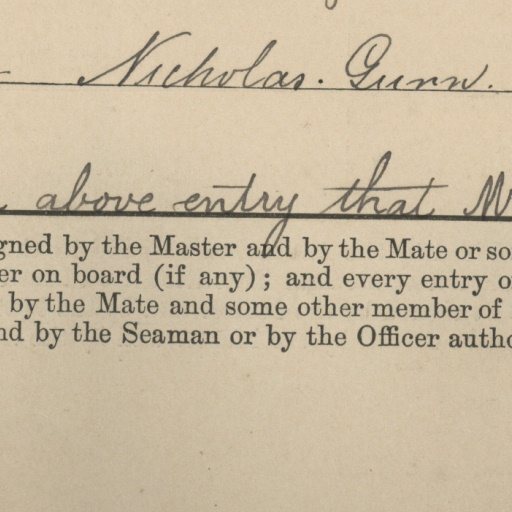 Nicholas. Gunn.
above entry that
gned by the Master and by the Mate or so
er on board (if any); and every entry o
by the Mate and some other member of
nd by the Seaman or by the Officer autho